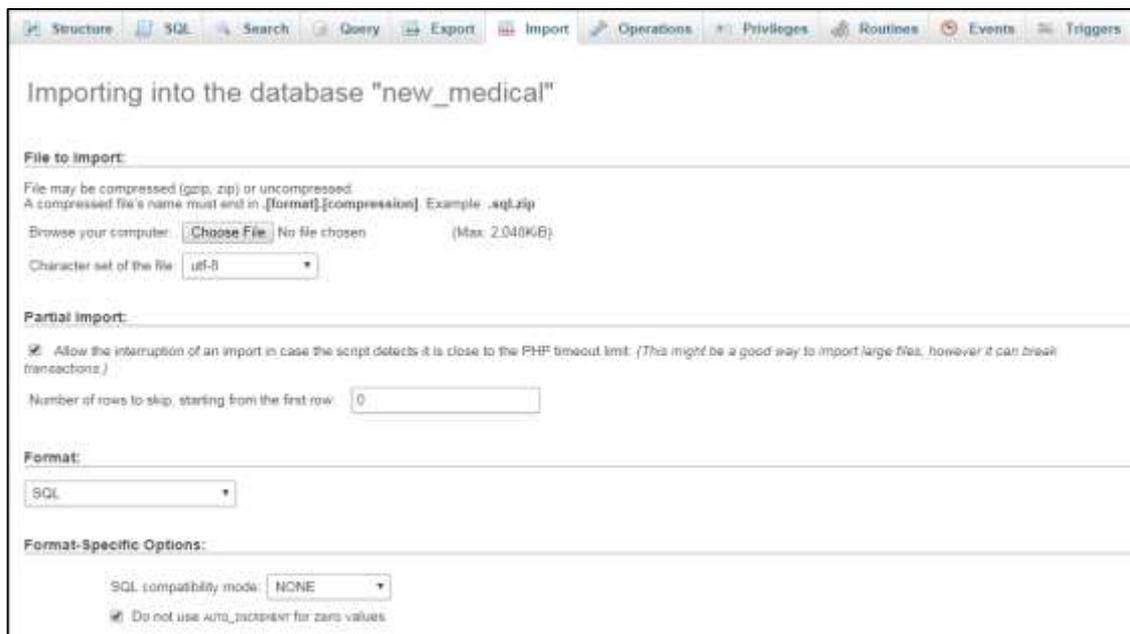 Structure SQL Search Query Export Import Operations Privileges Routines Events Triggers
Importing into the database "new_medical"
File to Import:
File may be compressed (gzip, zip) or uncompressed.
A compressed file's name must end in .[format].[compression]. Example: .sql.zip
Browse your computer: Choose File No file chosen (Max: 2,048KiB)
Character set of the file: utf-8
Partial Import:
Allow the interruption of an import in case the script detects it is close to the PHP timeout limit. (This might be a good way to import large files, however it can break
transactions.)
Number of rows to skip, starting from the first row: 0
Format:
SQL
Format-Specific Options:
SQL compatibility mode: NONE
Do not use AUTO_INCREMENT for zero values